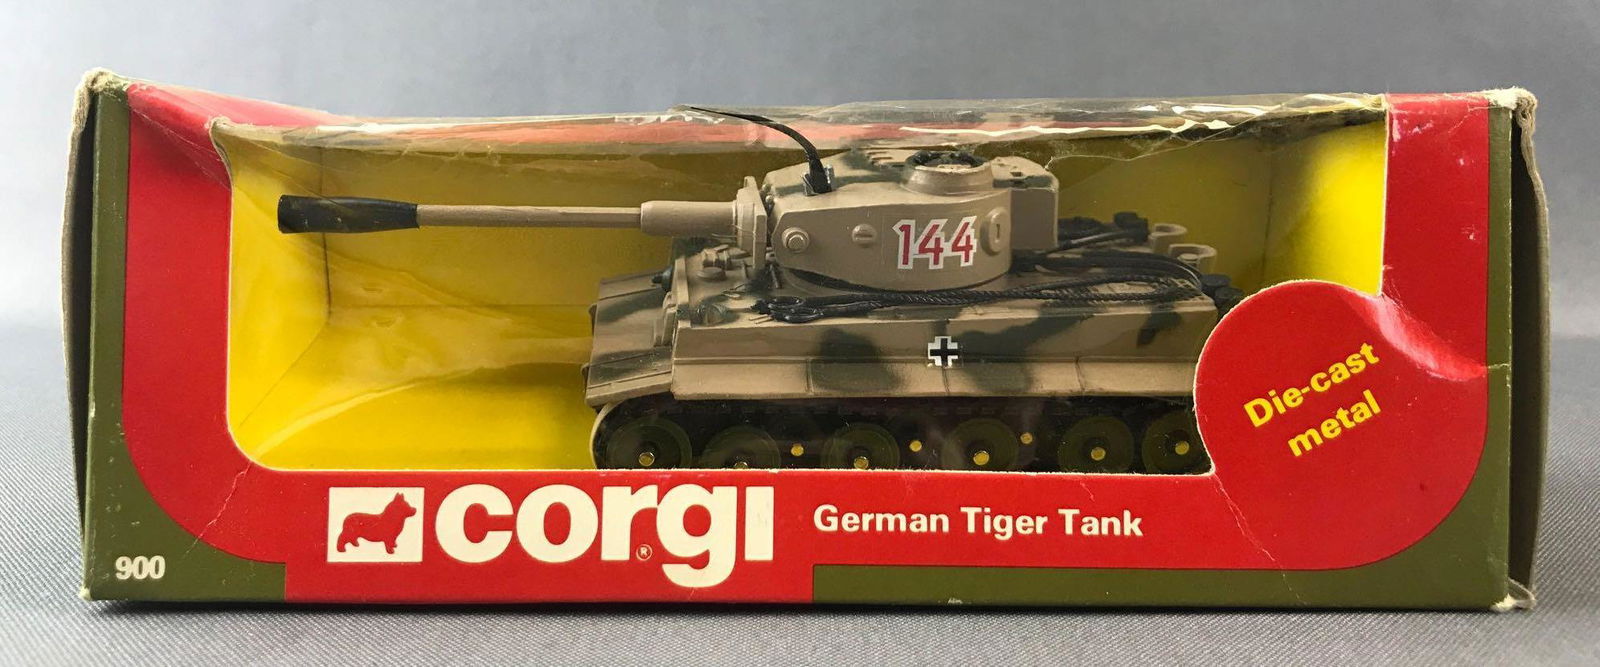 144
Die-cast
metal
corgi®
German Tiger Tank
900